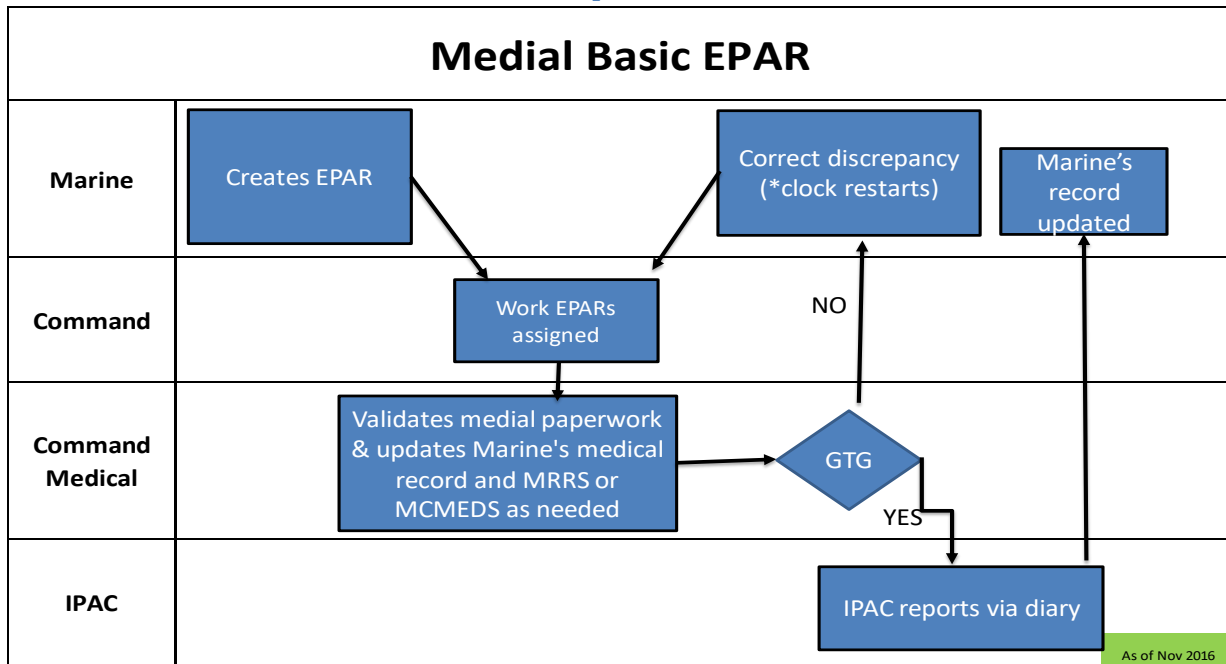 Medial Basic EPAR
Marine
Creates EPAR
Correct discrepancy
(*clock restarts)
Marine's
record
updated
Command
Work EPARs
assigned
NO
Command
Medical
Validates medial paperwork
& updates Marine's medical
record and MRRS or
MCMEDS as needed
GTG
YES
IPAC
IPAC reports via diary
As of Nov 2016